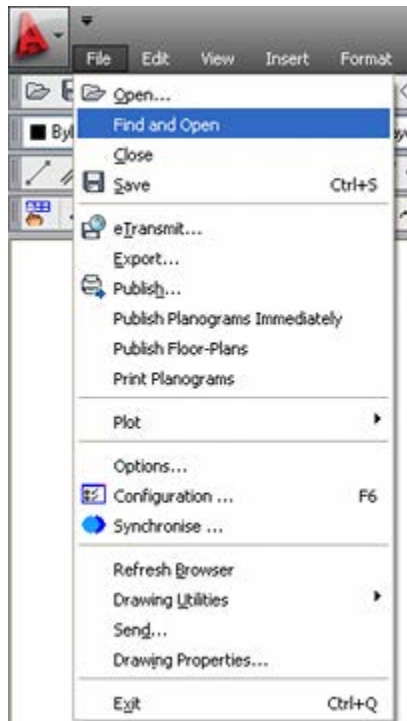 File Edit View Insert Format
Open...
Find and Open
Close
Save Ctrl+S
eTransmit...
Export...
Publish...
Publish Planograms Immediately
Publish Floor-Plans
Print Planograms
Plot
Options...
Configuration ... F6
Synchronise ...
Refresh Browser
Drawing Utilities
Send...
Drawing Properties...
Exit Ctrl+Q